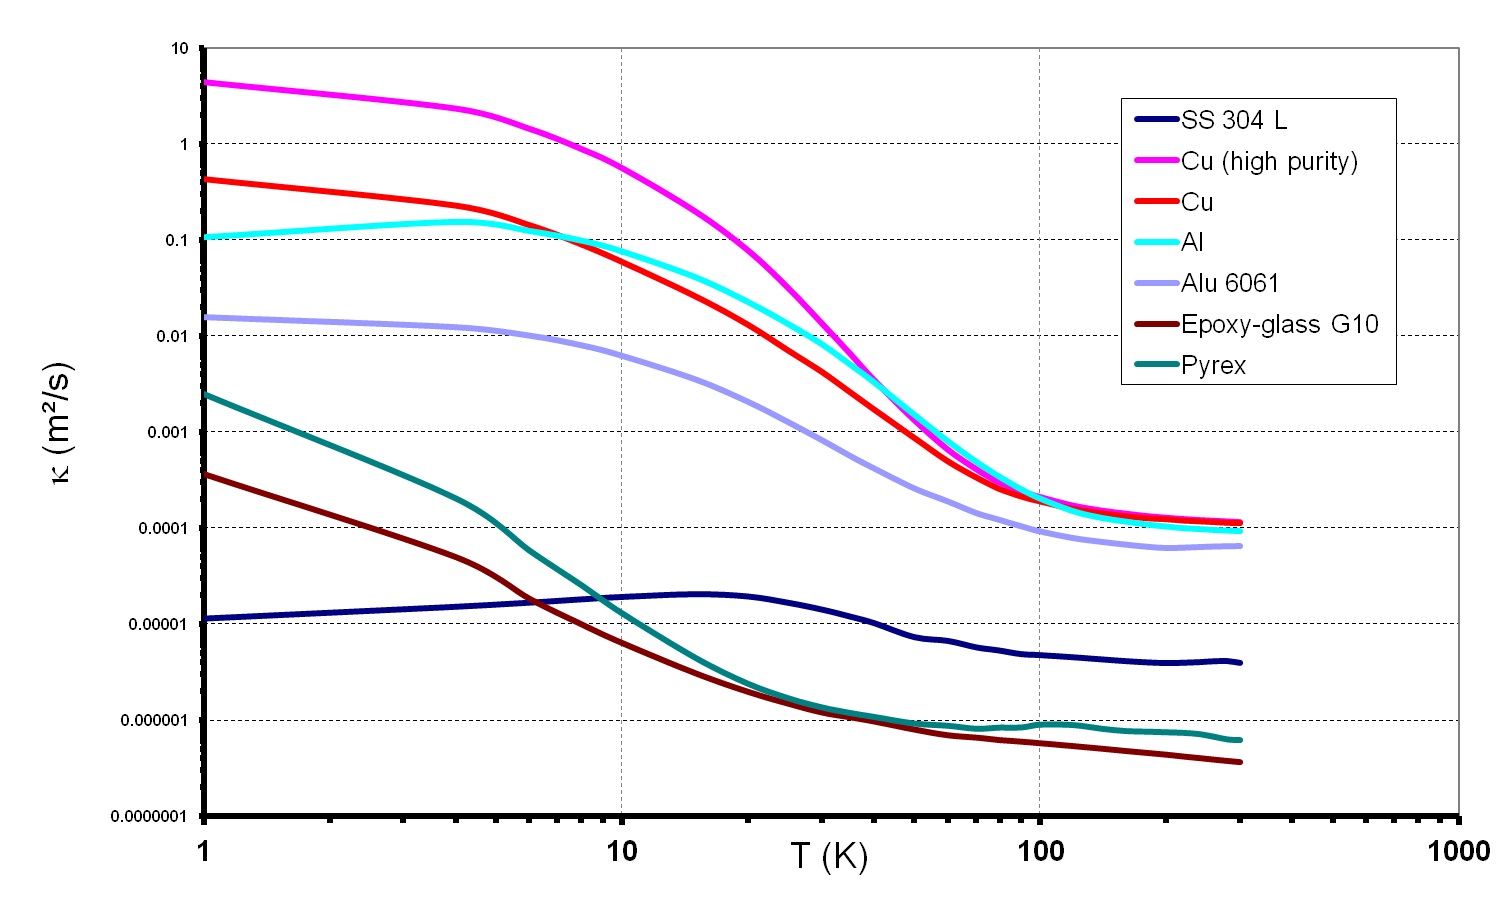 10
1
0.1
0.01
0.001
0.0001
0.00001
0.000001
0.0000001
κ (m²/s)
SS 304 L
Cu (high purity)
Cu
Al
Alu 6061
Epoxy-glass G10
Pyrex
1 10 100 1000
T (K)